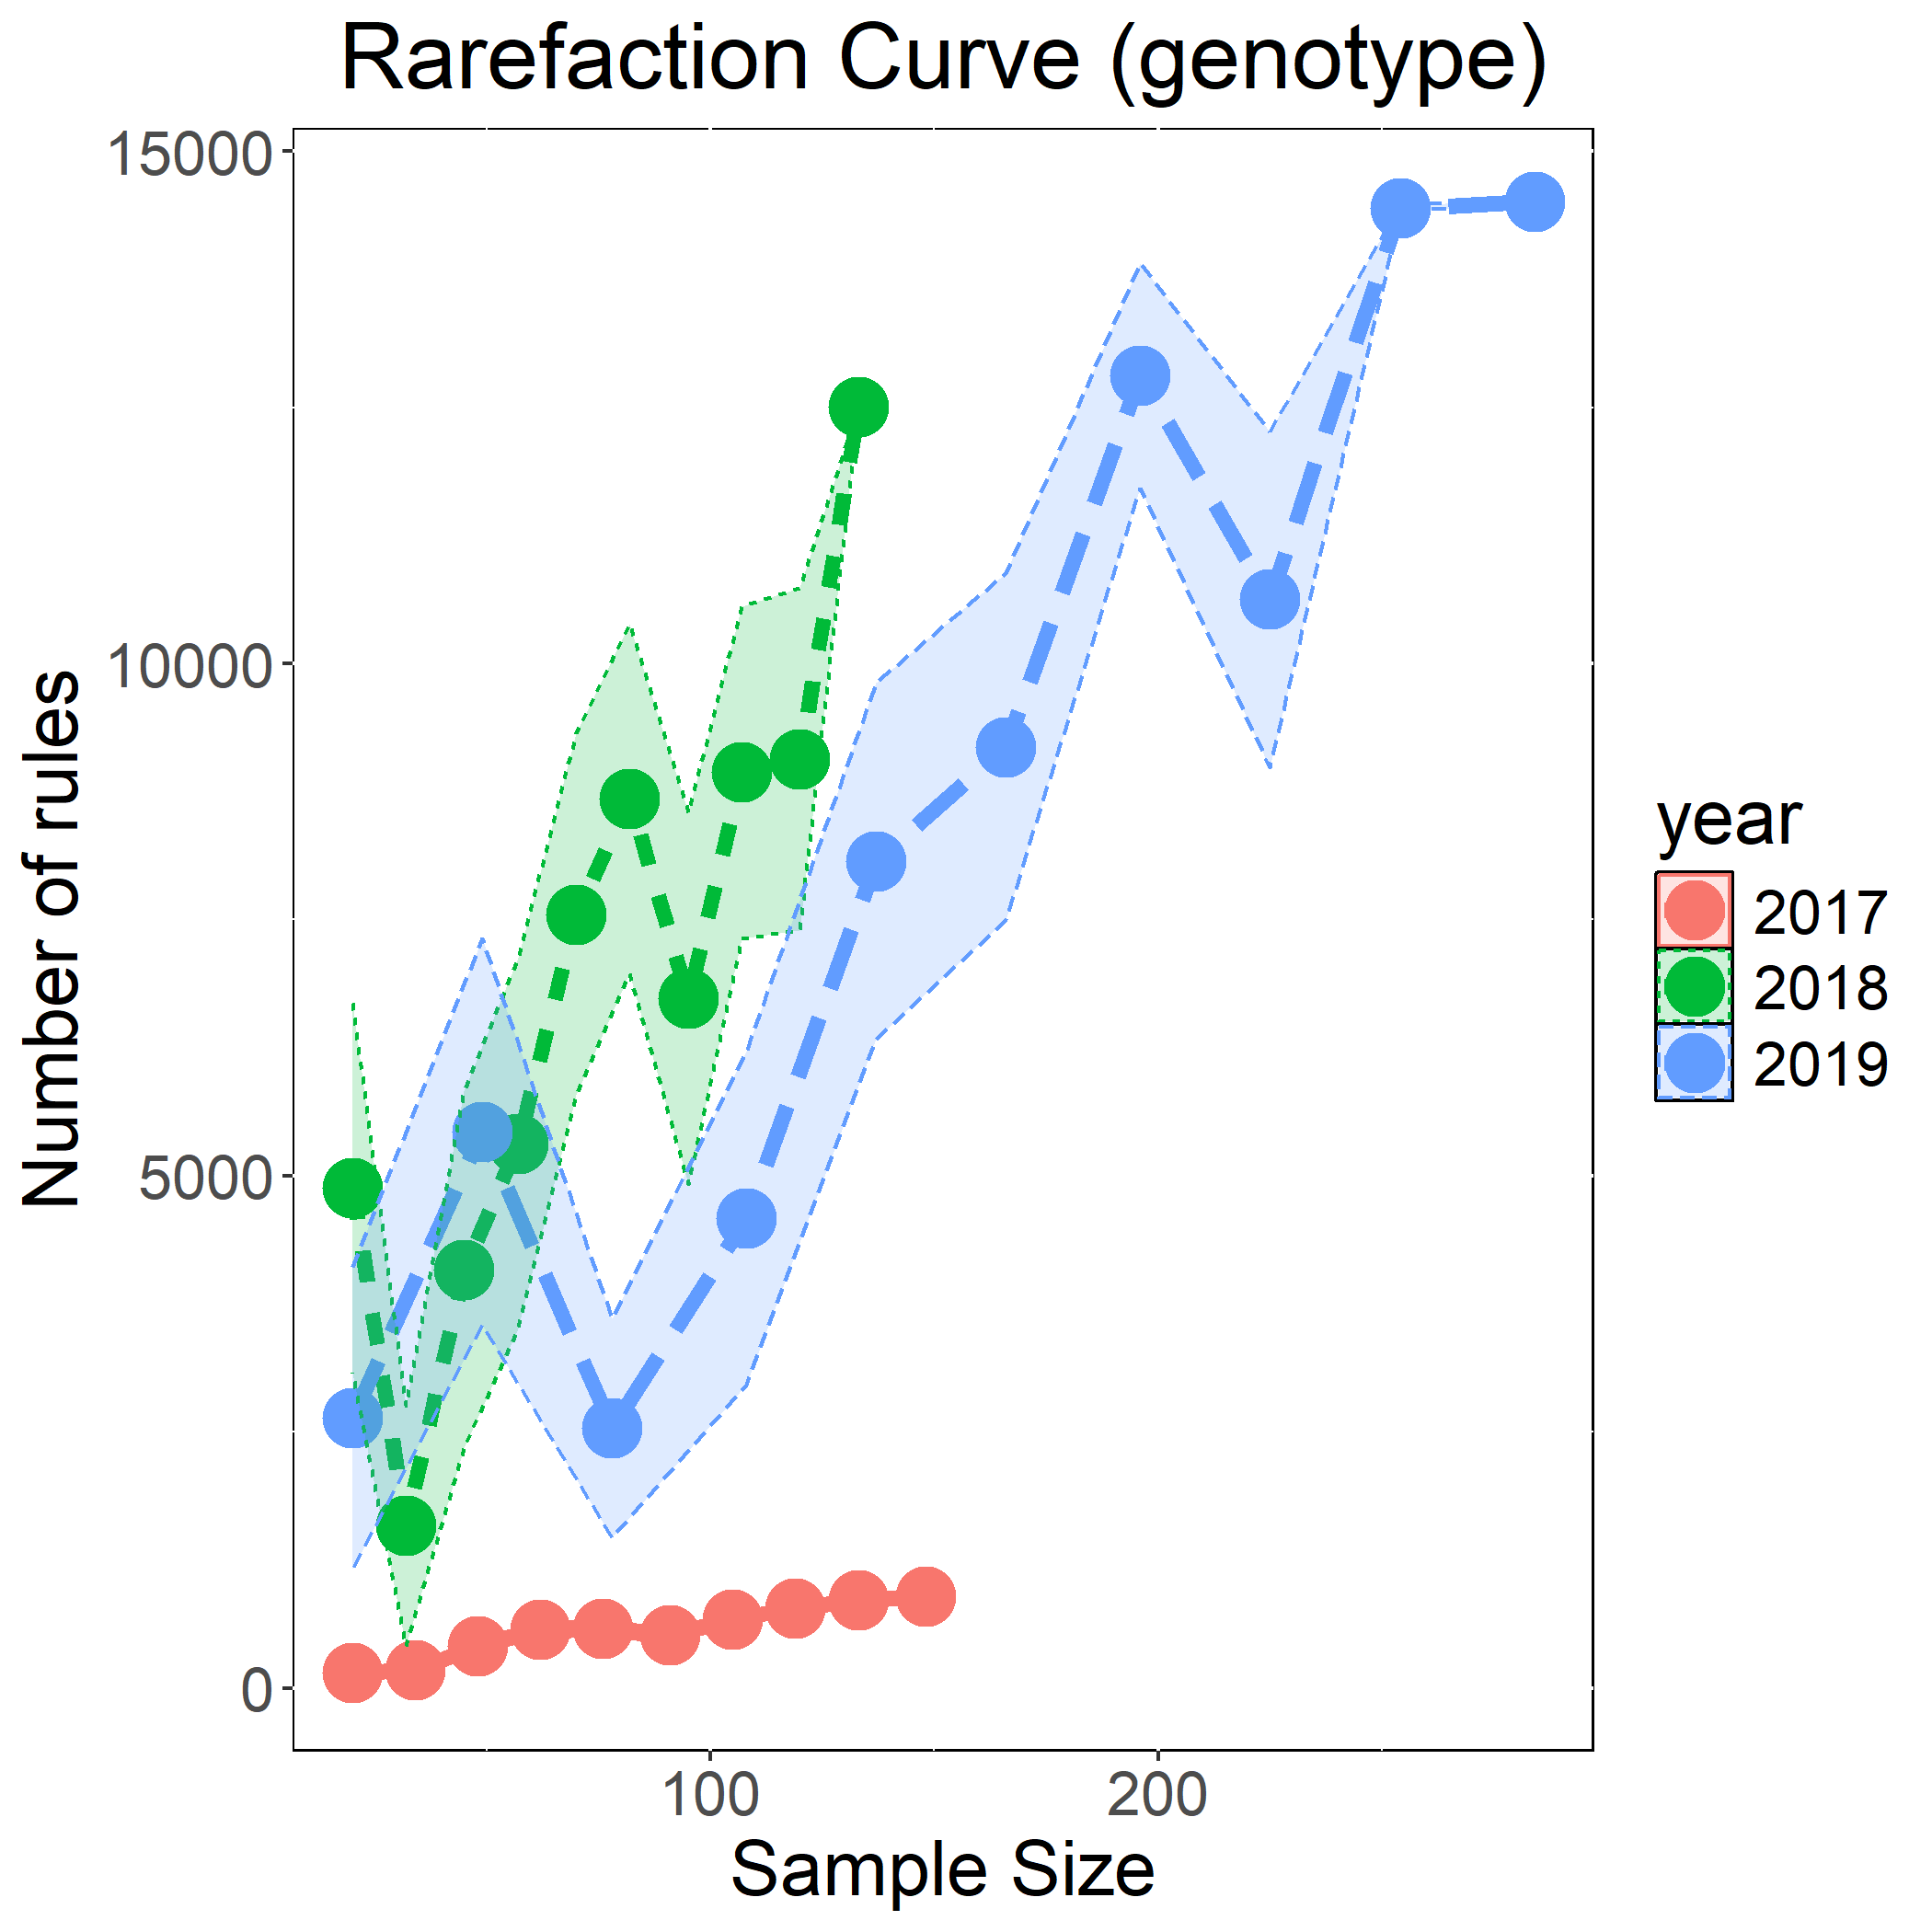 Rarefaction Curve (genotype)
15000
10000
5000
0
Number of rules
100
200
Sample Size
year
2017
2018
2019